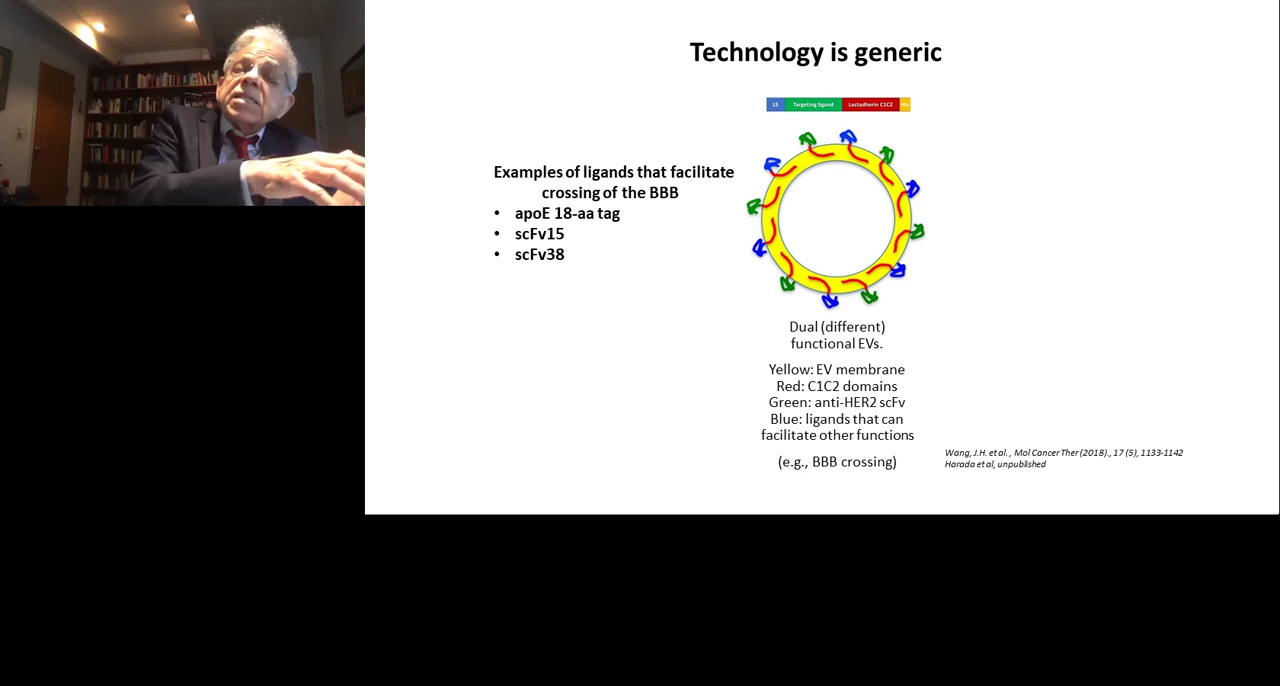 Technology is generic
LS Targeting ligand Lactadherin C1C2 His
Examples of ligands that facilitate
crossing of the BBB
• apoE 18-aa tag
• scFv15
• scFv38
Dual (different)
functional EVs.
Yellow: EV membrane
Red: C1C2 domains
Green: anti-HER2 scFv
Blue: ligands that can
facilitate other functions
(e.g., BBB crossing)
Wang, J.H. et al. , Mol Cancer Ther (2018)., 17 (5), 1133-1142
Harada et al, unpublished